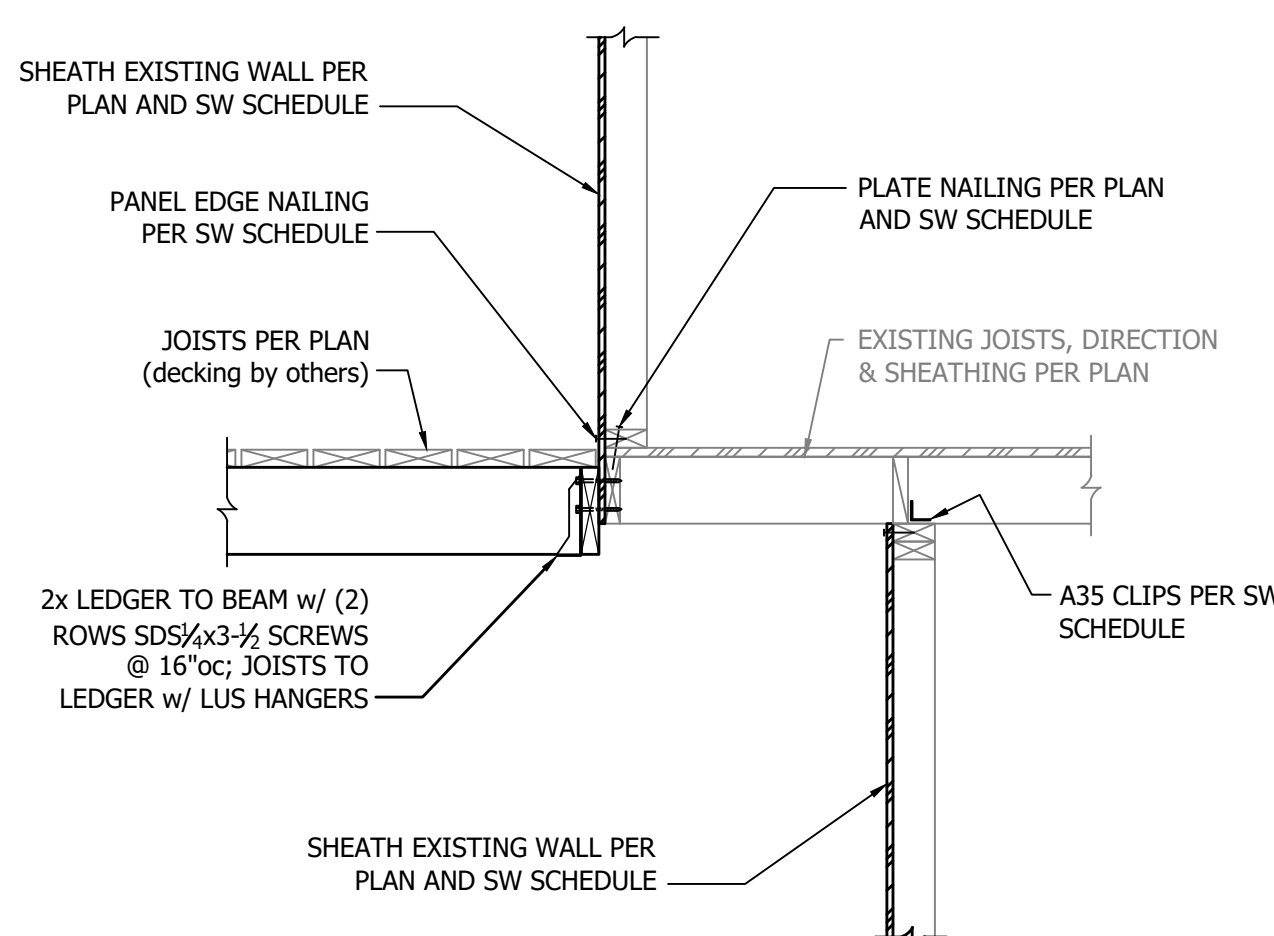 SHEATH EXISTING WALL PER
PLAN AND SW SCHEDULE
PANEL EDGE NAILING
PER SW SCHEDULE
PLATE NAILING PER PLAN
AND SW SCHEDULE
JOISTS PER PLAN
(decking by others)
EXISTING JOISTS, DIRECTION
& SHEATHING PER PLAN
2x LEDGER TO BEAM w/ (2)
ROWS SDS1/4x3-1/2 SCREWS
@ 16"oc; JOISTS TO
LEDGER w/ LUS HANGERS
A35 CLIPS PER SW
SCHEDULE
SHEATH EXISTING WALL PER
PLAN AND SW SCHEDULE